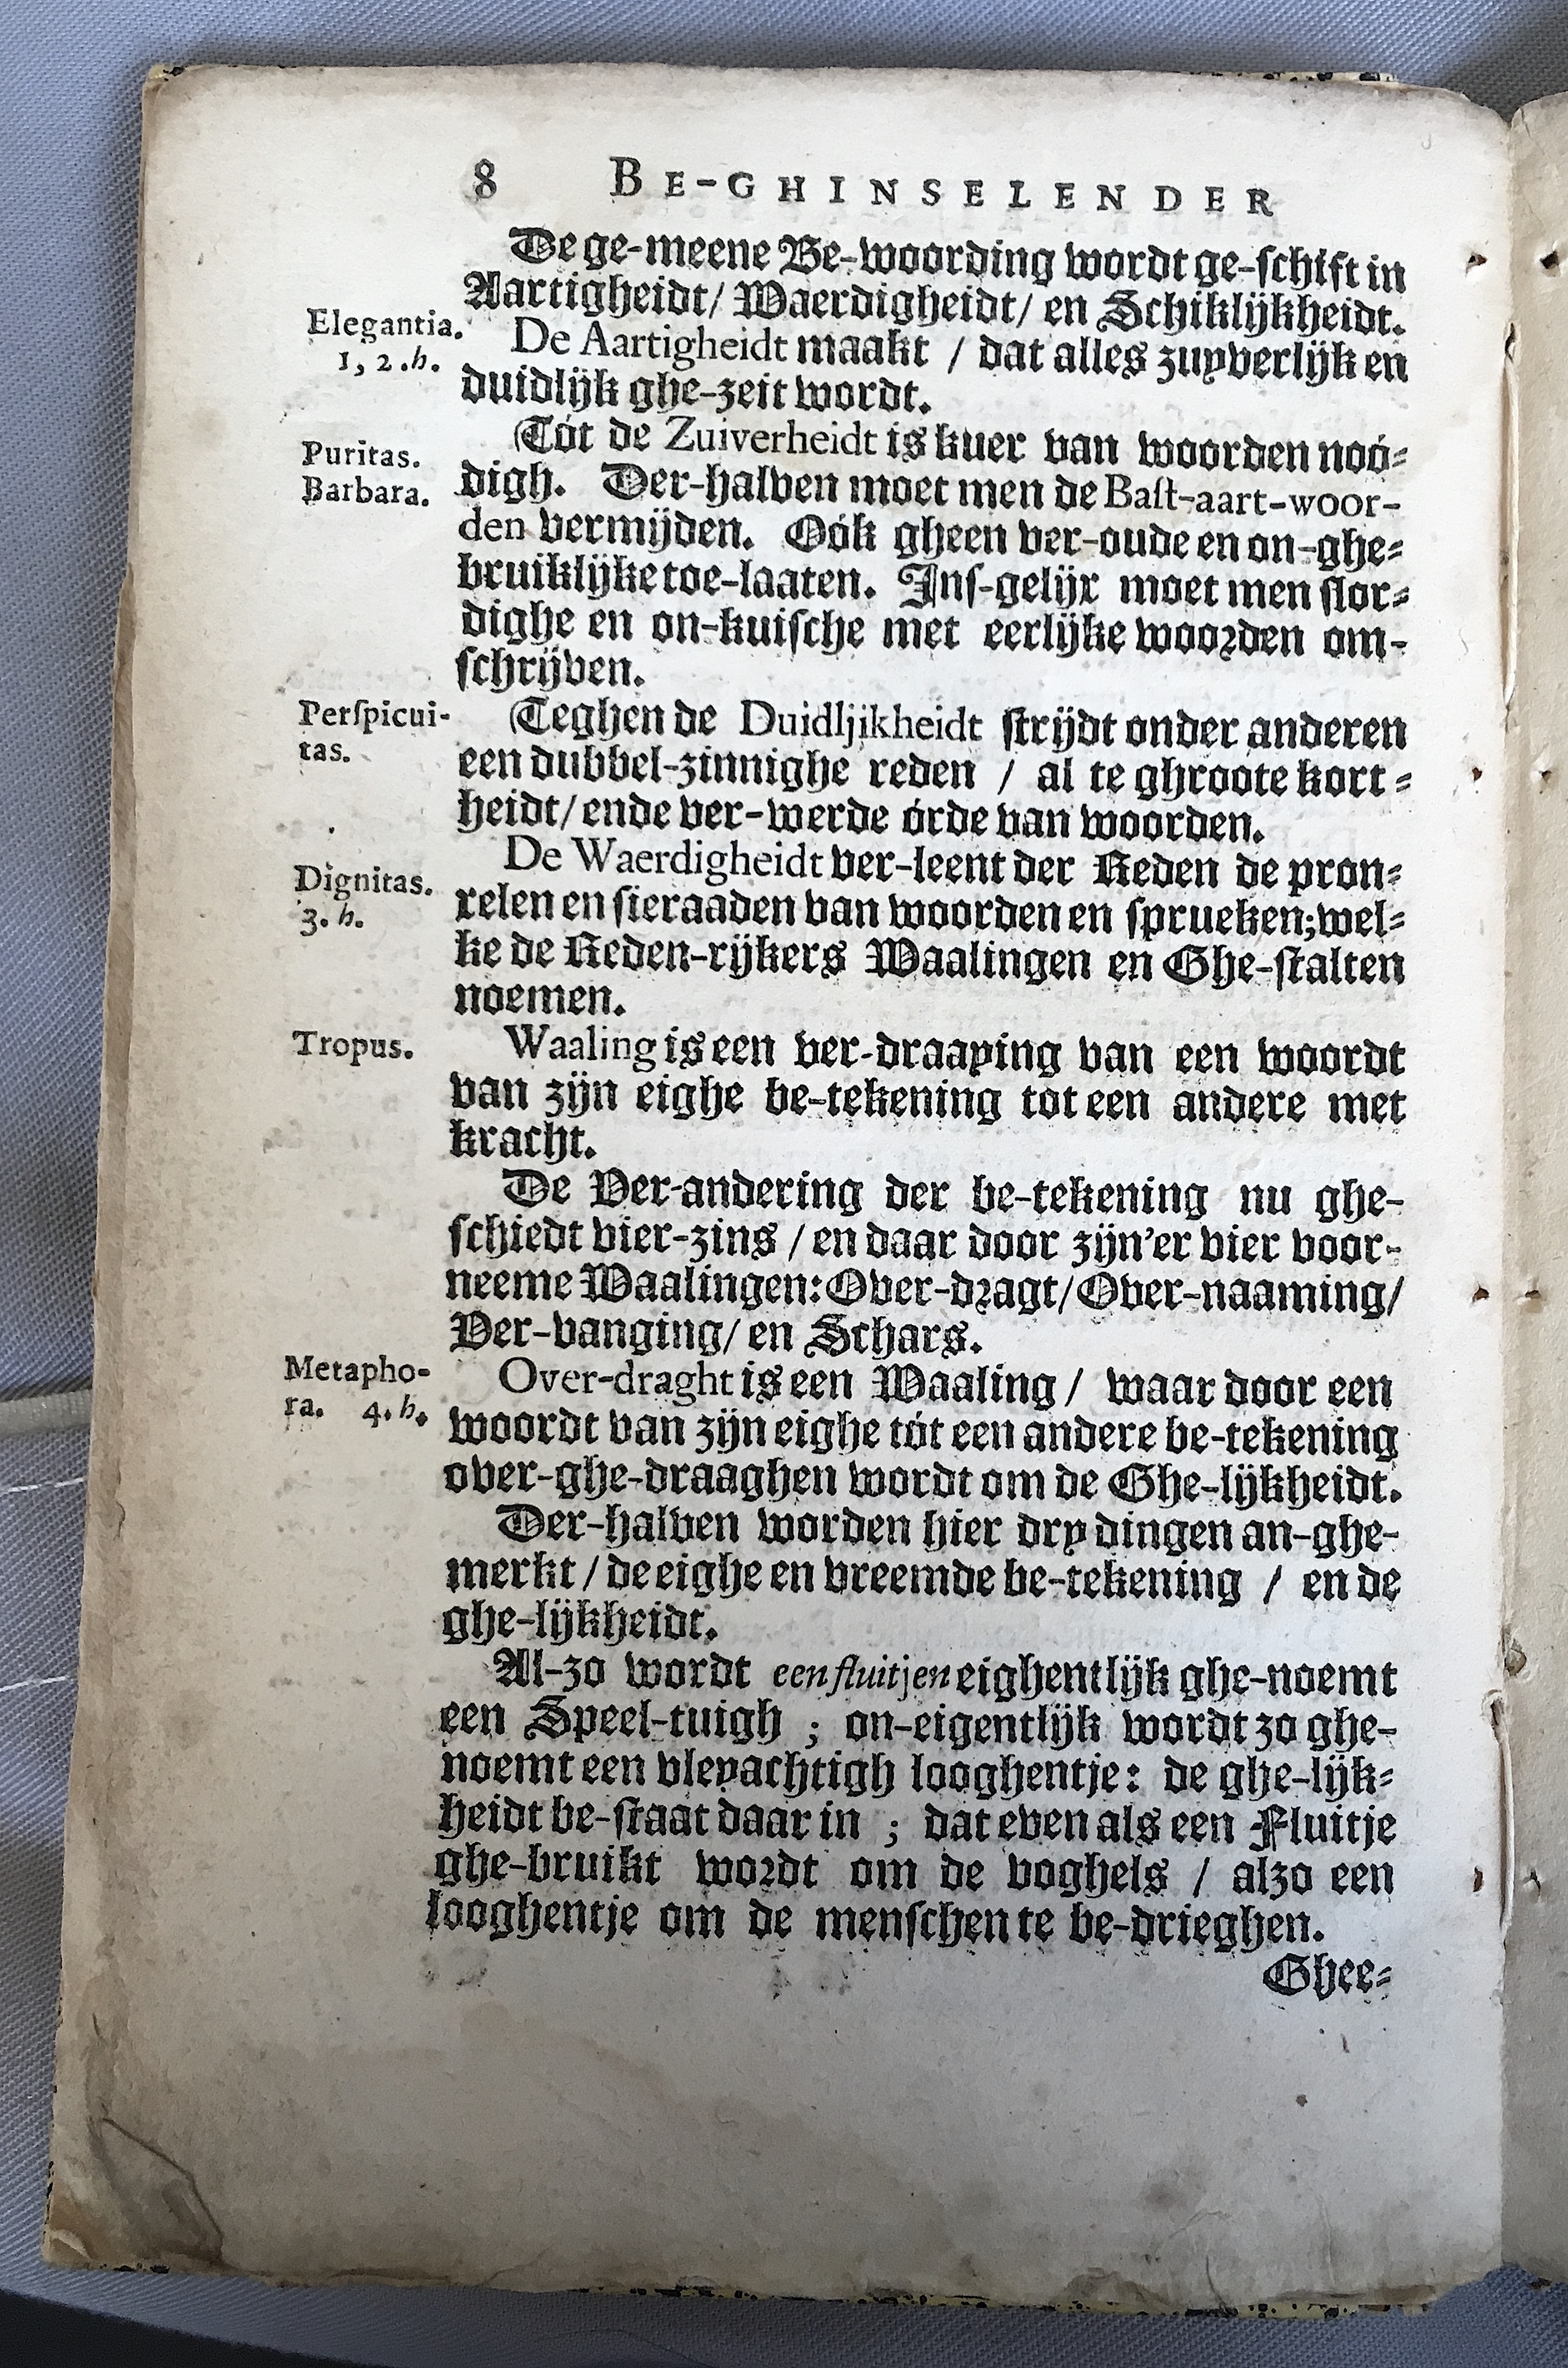 8 BE-GHINSELEN DER
De ge-meene Be-woording wordt ge-schift in
Aartigheidt/ Waerdigheidt/ en Schiklijkheidt.
Elegantia.
1, 2.h.
De Aartigheidt maakt / dat alles zuyverlijk en
duidlijk ghe-zeit wordt.
Puritas.
Barbara.
Tót de Zuiverheidt is kuer van woorden noó-
digh. Der-halven moet men de Baſt-aart-woor-
den vermijden. Oók gheen ver-oude en on-ghe-
bruiklijke toe-laaten. Inſ-gelijx moet men ſlor-
dighe en on-kuiſche met eerlijke woorden om-
ſchrijven.
Perſpicui-
tas.
Teghen de Duidljikheidt ſtrijdt onder anderen
een dubbel-zinnighe reden / al te ghroote kort-
heidt/ ende ver-werde órde van woorden.
Dignitas.
3. h.
De Waerdigheidt ver-leent der Reden de pron-
relen en ſieraaden van woorden en ſprueken; wel-
ke de Reden-rijkers Waalingen en Ghe-ſtalten
noemen.
Tropus.
Waaling is een ver-draaying van een woordt
van zijn eighe be-tekening tot een andere met
kracht.
De Ver-andering der be-tekening nu ghe-
ſchiedt vier-zins / en daar door zijn'er vier voor-
neeme Waalingen: Over-dragt/ Over-naaming/
Ver-vanging/ en Schars.
Metapho-
ra. 4. h.
Over-draght is een Waaling / waar door een
woordt van zijn eighe tót een andere be-tekening
over-ghe-draaghen wordt om de Ghe-lijkheidt.
Der-halven worden hier dry dingen an-ghe-
merkt / de eighe en vreemde be-tekening / en de
ghe-lijkheidt.
Al-zo wordt een fluitjen eighentlijk ghe-noemt
een Speel-tuigh ; on-eigentlijk wordt zo ghe-
noemt een vleyachtigh looghentje: de ghe-lijk-
heidt be-ſtaat daar in ; dat even als een Fluitje
ghe-bruikt wordt om de voghels / alzo een
looghentje om de menſchen te be-drieghen.
Ghee-